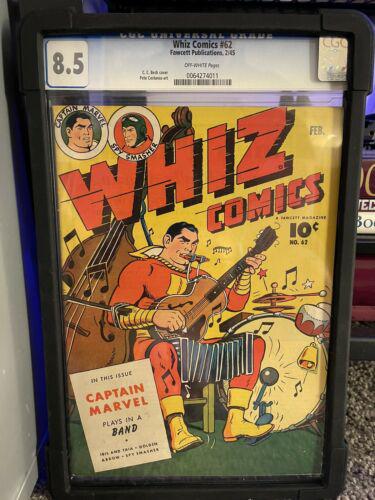 CGC UNIVERSAL GRADE
8.5
Whiz Comics #62
Fawcett Publications, 2/45
OFF-WHITE Pages
C. C. Beck cover
Pete Costanza art
0064274011
CGC
CAPTAIN MARVEL
SPY SMASHER
FEB.
WHIZ
COMICS
A FAWCETT MAGAZINE
10¢
NO. 62
IN THIS ISSUE
CAPTAIN
MARVEL
PLAYS IN A
BAND
IBIS AND TAIA • GOLDEN
ARROW • SPY SMASHER